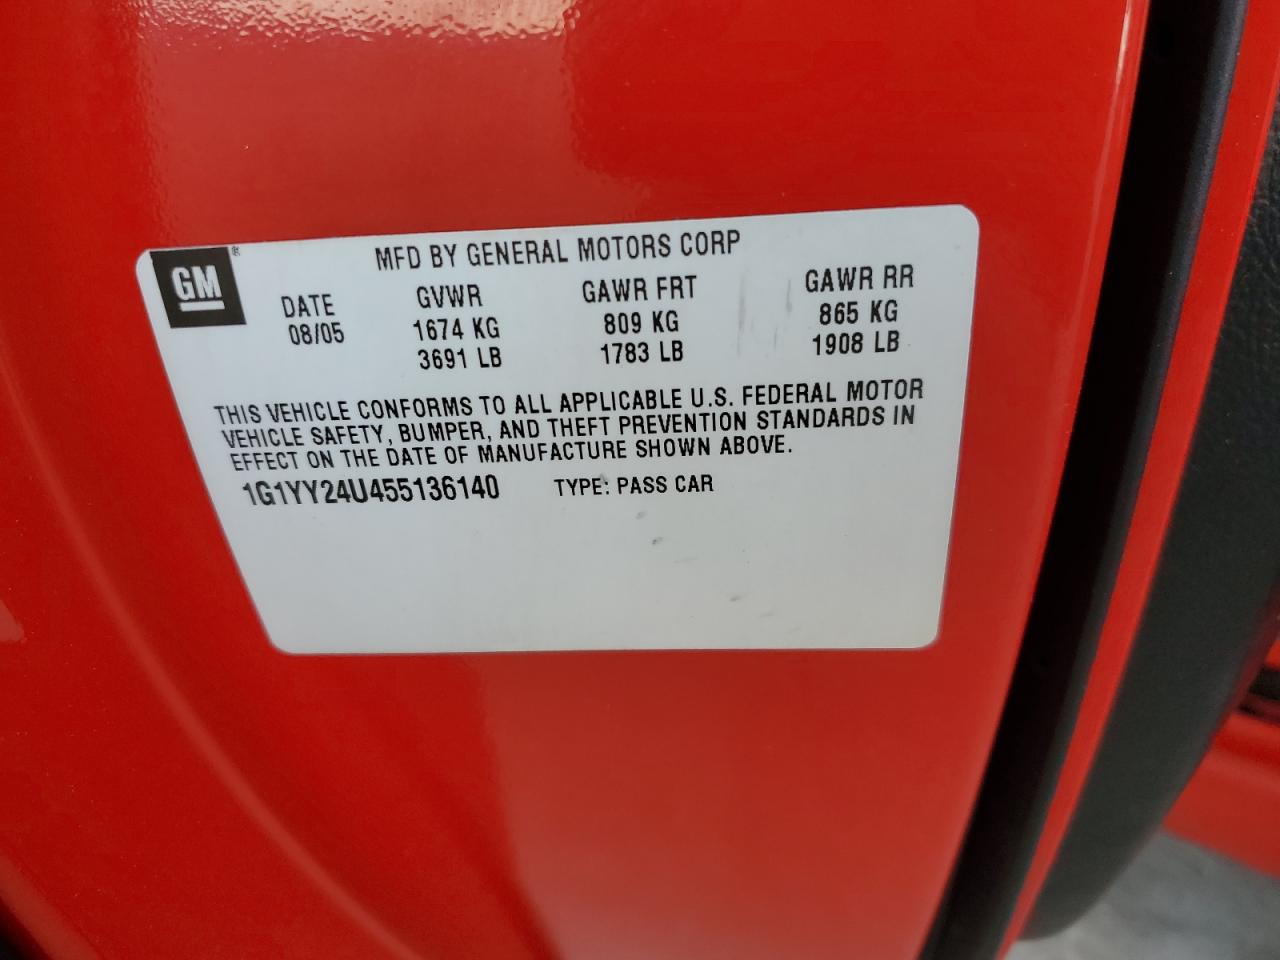 GM ®
MFD BY GENERAL MOTORS CORP
DATE GVWR GAWR FRT GAWR RR
08/05 1674 KG 809 KG 865 KG
3691 LB 1783 LB 1908 LB
THIS VEHICLE CONFORMS TO ALL APPLICABLE U.S. FEDERAL MOTOR
VEHICLE SAFETY, BUMPER, AND THEFT PREVENTION STANDARDS IN
EFFECT ON THE DATE OF MANUFACTURE SHOWN ABOVE.
1G1YY24U455136140 TYPE: PASS CAR